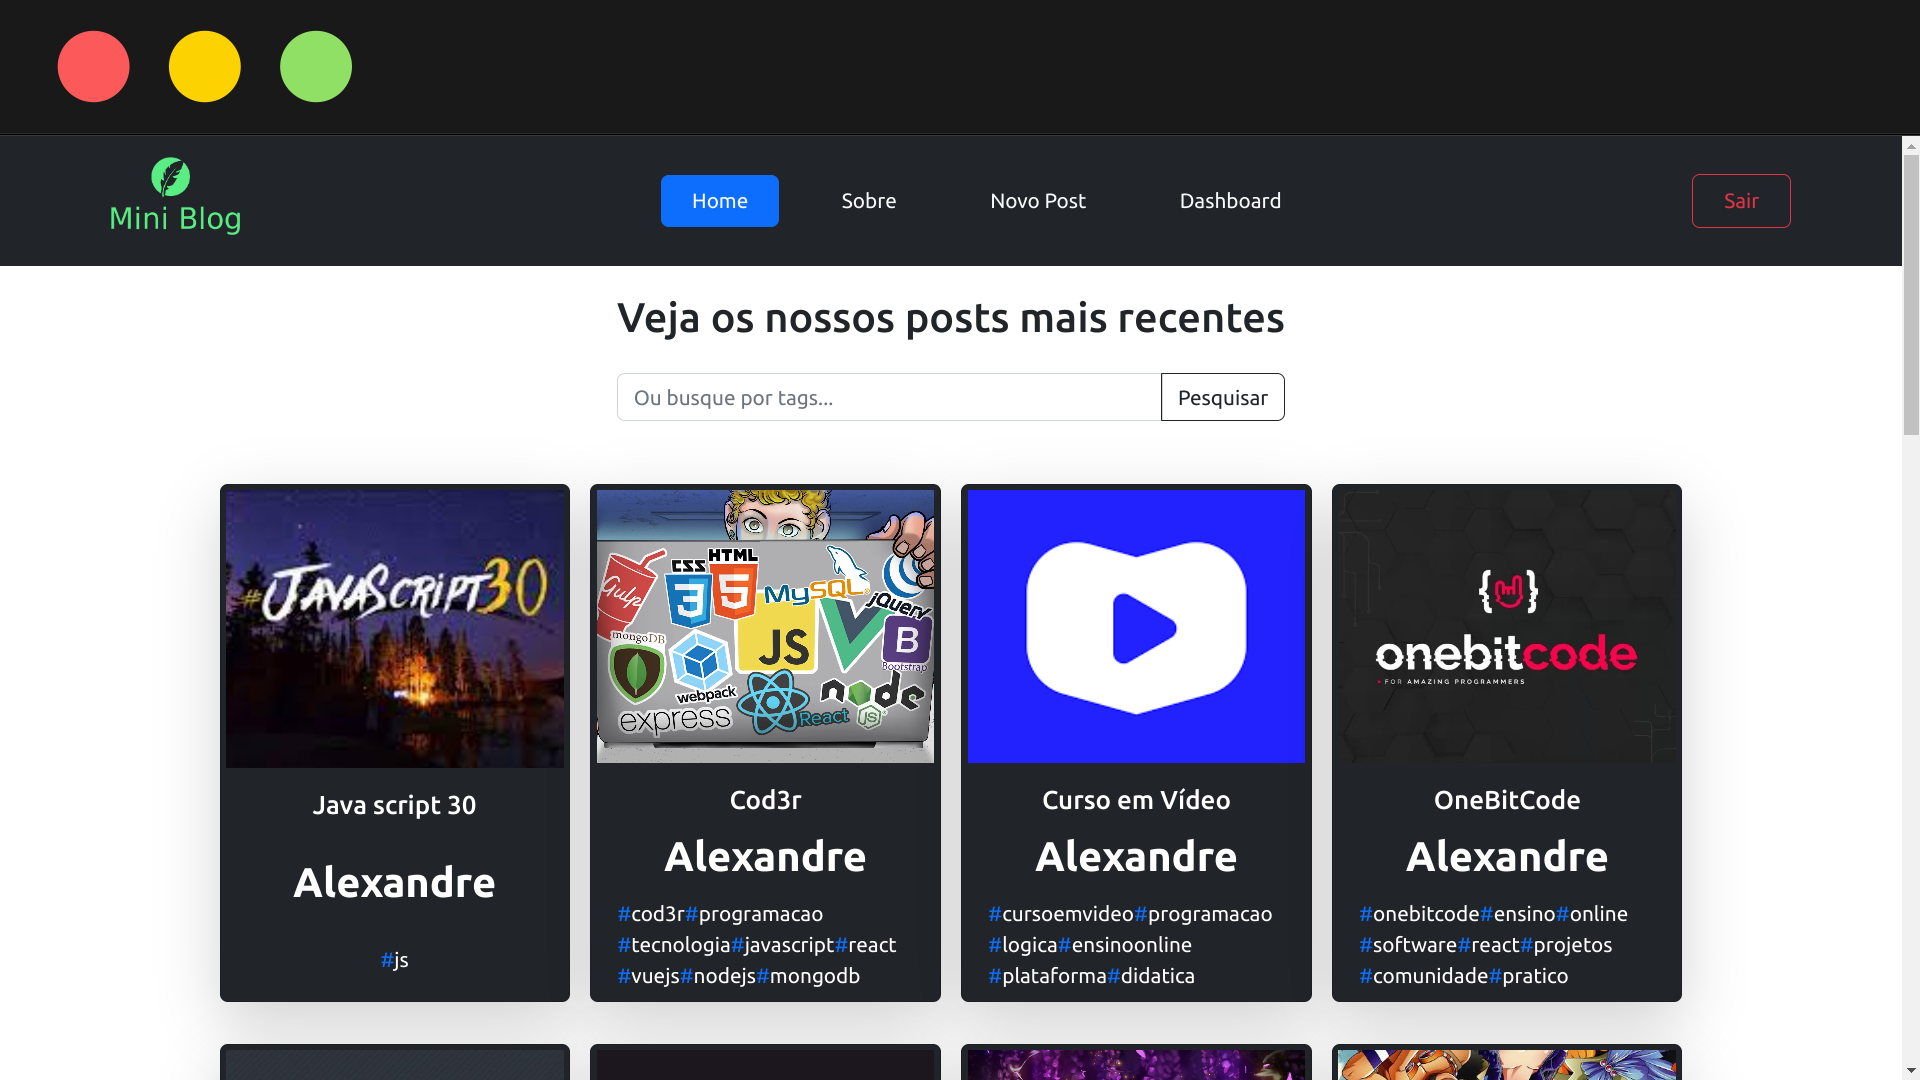 Mini Blog
Home Sobre Novo Post Dashboard Sair
Veja os nossos posts mais recentes
Ou busque por tags... Pesquisar
#JAVASCRIPT30
Java script 30
Alexandre
#js
HTML
CSS
5
3
Gulp
MySQL
jQuery
JS
B
Bootstrap
mongoDB
webpack
node
JS
express
React
Cod3r
Alexandre
#cod3r#programacao
#tecnologia#javascript#react
#vuejs#nodejs#mongodb
Curso em Vídeo
Alexandre
#cursoemvideo#programacao
#logica#ensinoonline
#plataforma#didatica
{ }
onebitcode
FOR AMAZING PROGRAMMERS
OneBitCode
Alexandre
#onebitcode#ensino#online
#software#react#projetos
#comunidade#pratico